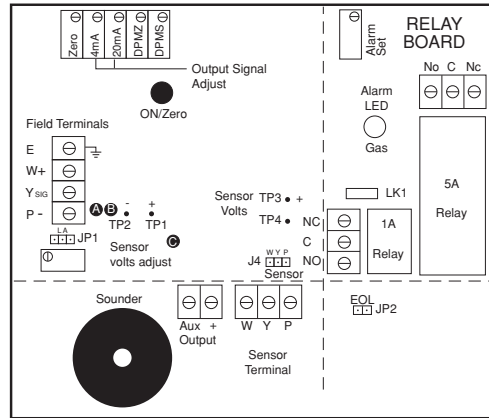 Zero
4mA
20mA
DPMZ
DPMS
Output Signal
Adjust
ON/Zero
Alarm
Set
RELAY
BOARD
No C Nc
Alarm
LED
Gas
5A
Relay
Field Terminals
E
W+
Y SIG
P -
A B
- +
TP2 TP1
L A
JP1
Sensor
volts adjust
C
Sensor
Volts
TP3 +
TP4
W Y P
J4
Sensor
LK1
NC
C
NO
1A
Relay
Sounder
Aux +
Output
W Y P
Sensor
Terminal
EOL
JP2